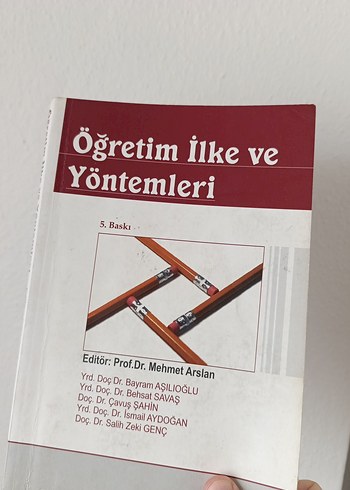 Öğretim İlke ve
Yöntemleri
5. Baskı
Editör: Prof.Dr. Mehmet Arslan
Yrd. Doç Dr. Bayram AŞILIOĞLU
Yrd. Doç. Dr. Behsat SAVAŞ
Doç. Dr. Çavuş ŞAHİN
Yrd. Doç. Dr. İsmail AYDOĞAN
Doç. Dr. Salih Zeki GENÇ